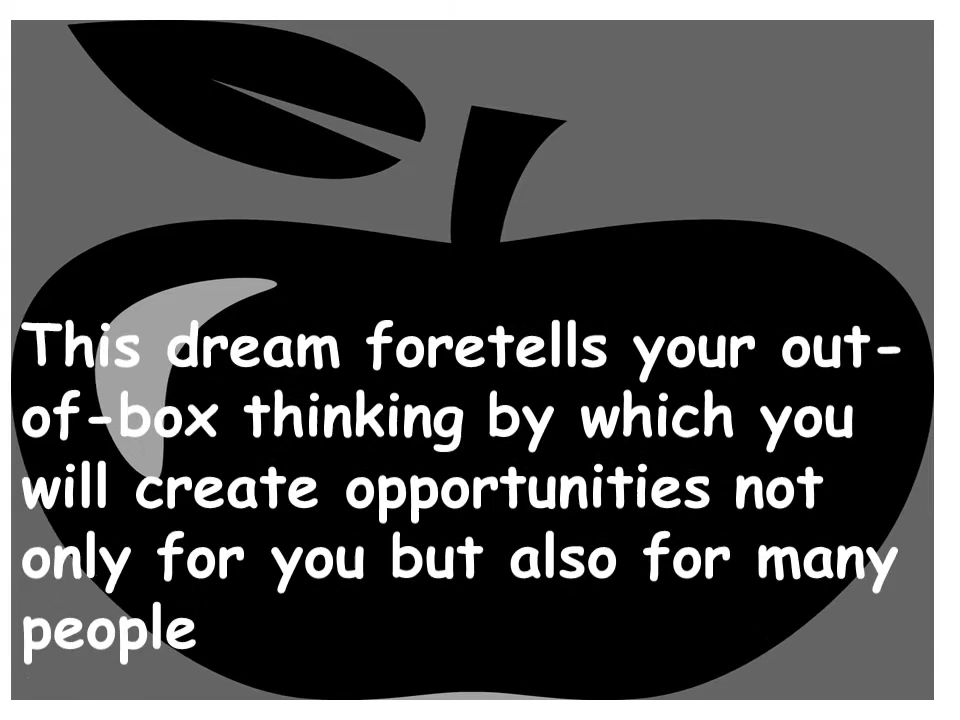 This dream foretells your out-
of-box thinking by which you
will create opportunities not
only for you but also for many
people